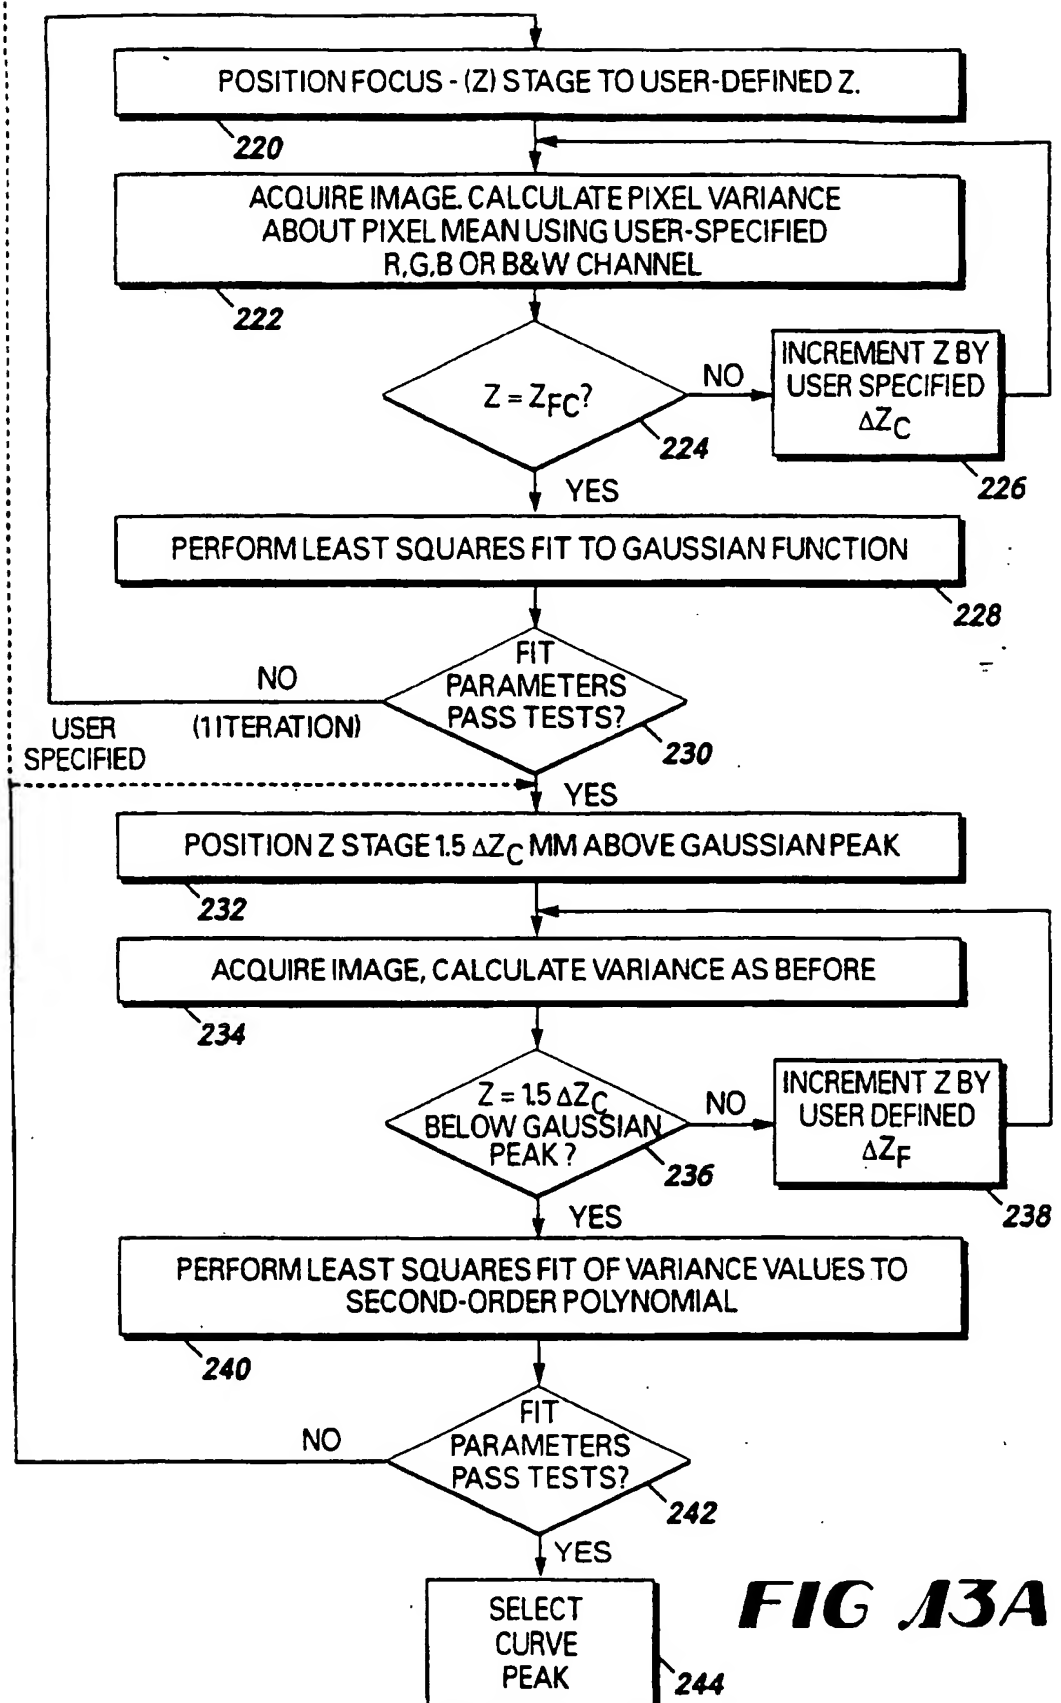 POSITION FOCUS - (Z) STAGE TO USER-DEFINED Z.
220
ACQUIRE IMAGE. CALCULATE PIXEL VARIANCE
ABOUT PIXEL MEAN USING USER-SPECIFIED
R,G,B OR B&W CHANNEL
222
Z = ZFC?
224
NO
INCREMENT Z BY
USER SPECIFIED
ΔZC
226
YES
PERFORM LEAST SQUARES FIT TO GAUSSIAN FUNCTION
228
FIT
PARAMETERS
PASS TESTS?
230
NO
(1 ITERATION)
USER
SPECIFIED
YES
POSITION Z STAGE 1.5 ΔZC MM ABOVE GAUSSIAN PEAK
232
ACQUIRE IMAGE, CALCULATE VARIANCE AS BEFORE
234
Z = 1.5 ΔZC
BELOW GAUSSIAN
PEAK ?
236
NO
INCREMENT Z BY
USER DEFINED
ΔZF
238
YES
PERFORM LEAST SQUARES FIT OF VARIANCE VALUES TO
SECOND-ORDER POLYNOMIAL
240
FIT
PARAMETERS
PASS TESTS?
242
NO
YES
SELECT
CURVE
PEAK
244
FIG 13A